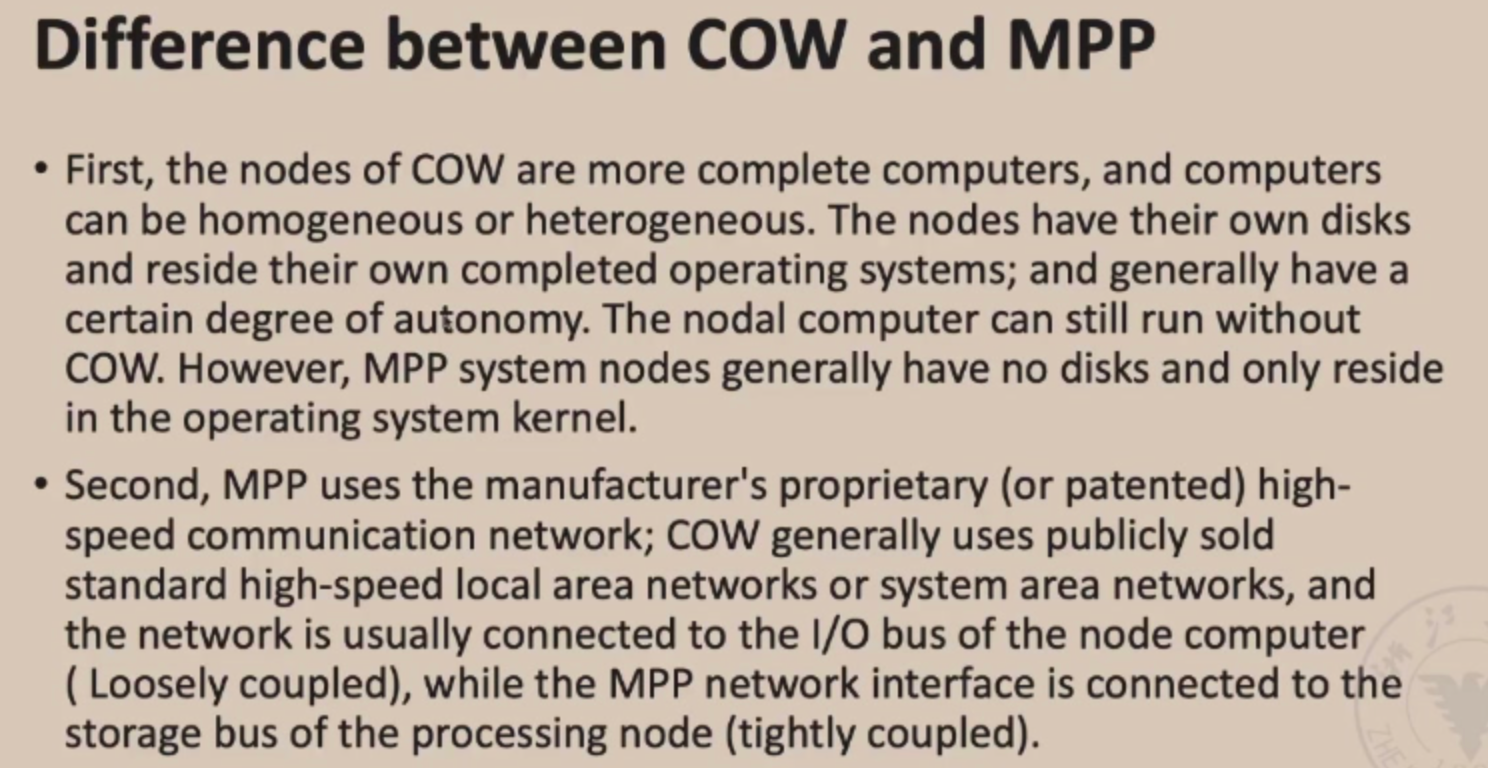 Difference between COW and MPP
• First, the nodes of COW are more complete computers, and computers
can be homogeneous or heterogeneous. The nodes have their own disks
and reside their own completed operating systems; and generally have a
certain degree of autonomy. The nodal computer can still run without
COW. However, MPP system nodes generally have no disks and only reside
in the operating system kernel.
• Second, MPP uses the manufacturer's proprietary (or patented) high-
speed communication network; COW generally uses publicly sold
standard high-speed local area networks or system area networks, and
the network is usually connected to the I/O bus of the node computer
( Loosely coupled), while the MPP network interface is connected to the
storage bus of the processing node (tightly coupled).